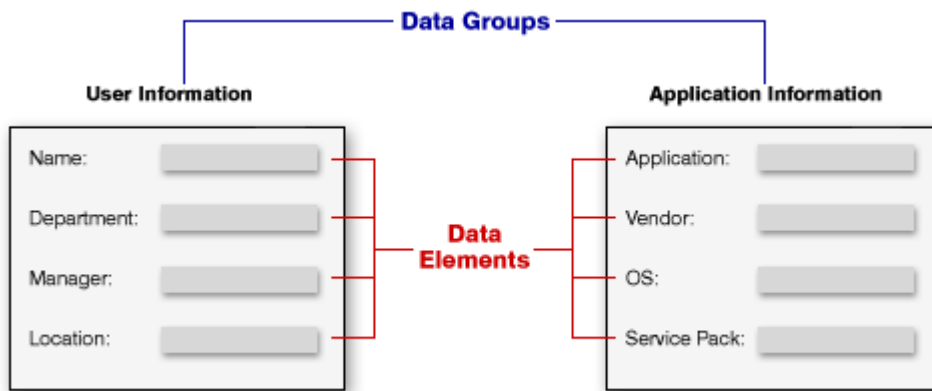 Data Groups
User Information
Application Information
Name:
Department:
Manager:
Location:
Data
Elements
Application:
Vendor:
OS:
Service Pack: